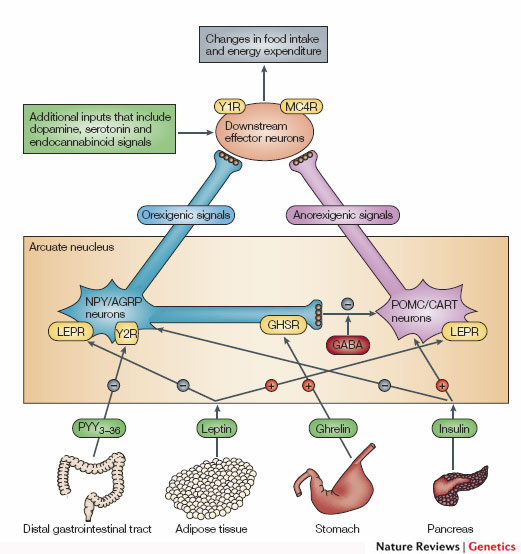 Changes in food intake
and energy expenditure
Y1R
MC4R
Additional inputs that include
dopamine, serotonin and
endocannabinoid signals
Downstream
effector neurons
Orexigenic signals
Anorexigenic signals
Arcuate neucleus
NPY/AGRP
neurons
POMC/CART
neurons
LEPR
Y2R
GHSR
GABA
LEPR
–
–
–
+
+
–
+
PYY3–36
Leptin
Ghrelin
Insulin
Distal gastrointestinal tract
Adipose tissue
Stomach
Pancreas
Nature Reviews | Genetics